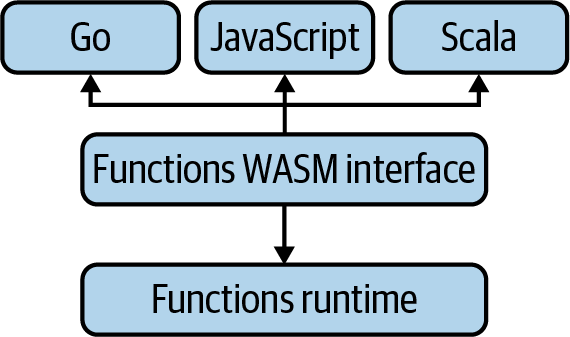 Go
JavaScript
Scala
Functions WASM interface
Functions runtime